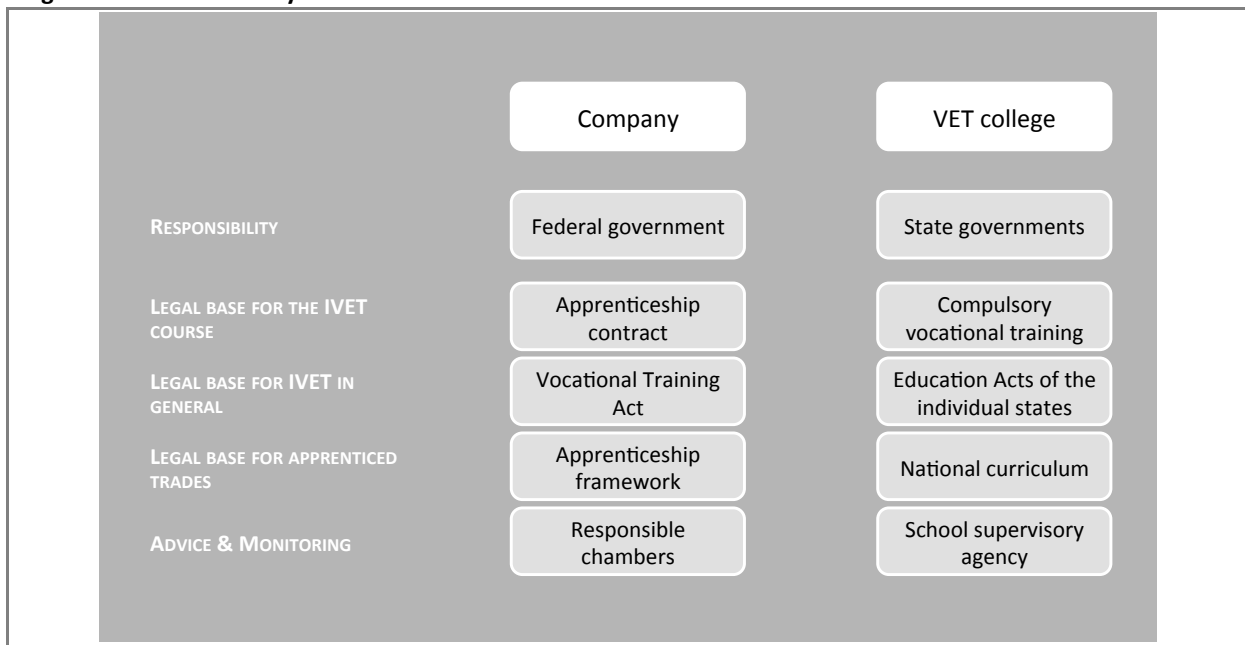 Company VET college
RESPONSIBILITY Federal government State governments
LEGAL BASE FOR THE IVET
COURSE
Apprenticeship
contract
Compulsory
vocational training
LEGAL BASE FOR IVET IN
GENERAL
Vocational Training
Act
Education Acts of the
individual states
LEGAL BASE FOR APPRENTICED
TRADES
Apprenticeship
framework
National curriculum
ADVICE & MONITORING
Responsible
chambers
School supervisory
agency